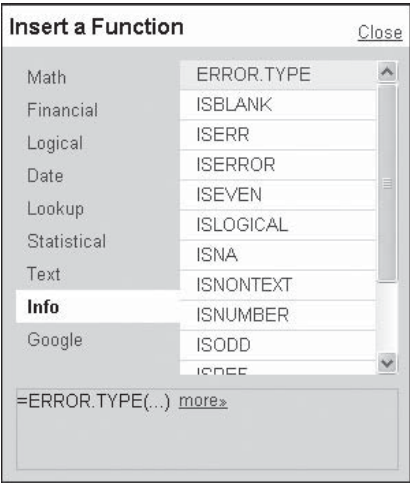 Insert a Function
Close
Math
Financial
Logical
Date
Lookup
Statistical
Text
Info
Google
ERROR.TYPE
ISBLANK
ISERR
ISERROR
ISEVEN
ISLOGICAL
ISNA
ISNONTEXT
ISNUMBER
ISODD
=ERROR.TYPE(...) more»